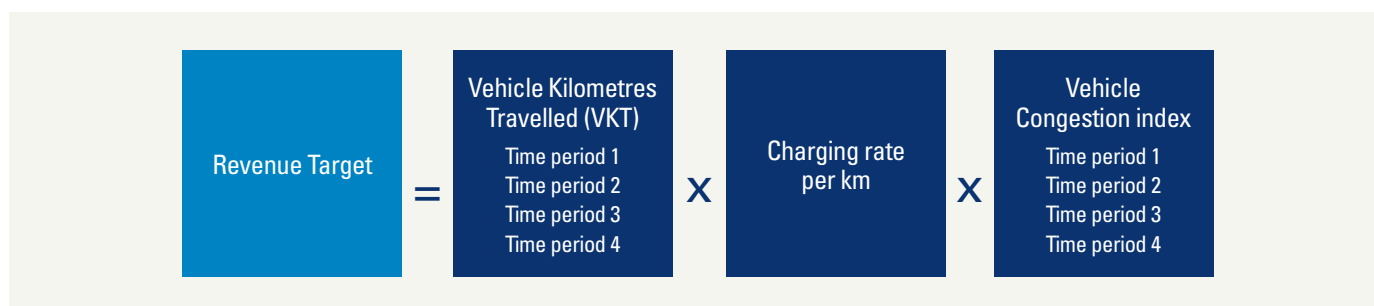 Revenue Target
=
Vehicle Kilometres
Travelled (VKT)
Time period 1
Time period 2
Time period 3
Time period 4
x
Charging rate
per km
x
Vehicle
Congestion index
Time period 1
Time period 2
Time period 3
Time period 4